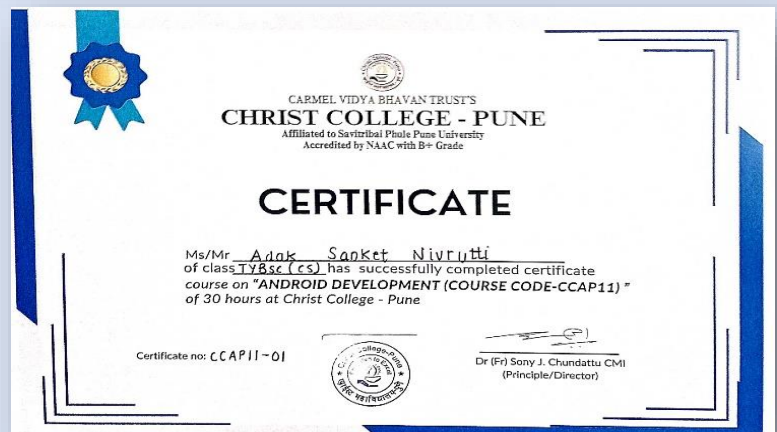 CARMEL VIDYA BHAVAN TRUST'S
CHRIST COLLEGE - PUNE
Affiliated to Savitribai Phule Pune University
Accredited by NAAC with B+ Grade
CERTIFICATE
Ms/Mr Adak Sanket Nivrutti
of class TYBSc (CS) has successfully completed certificate
course on "ANDROID DEVELOPMENT (COURSE CODE-CCAP11) "
of 30 hours at Christ College - Pune
Certificate no: CCAP11-01
Dr (Fr) Sony J. Chundattu CMI
(Principle/Director)